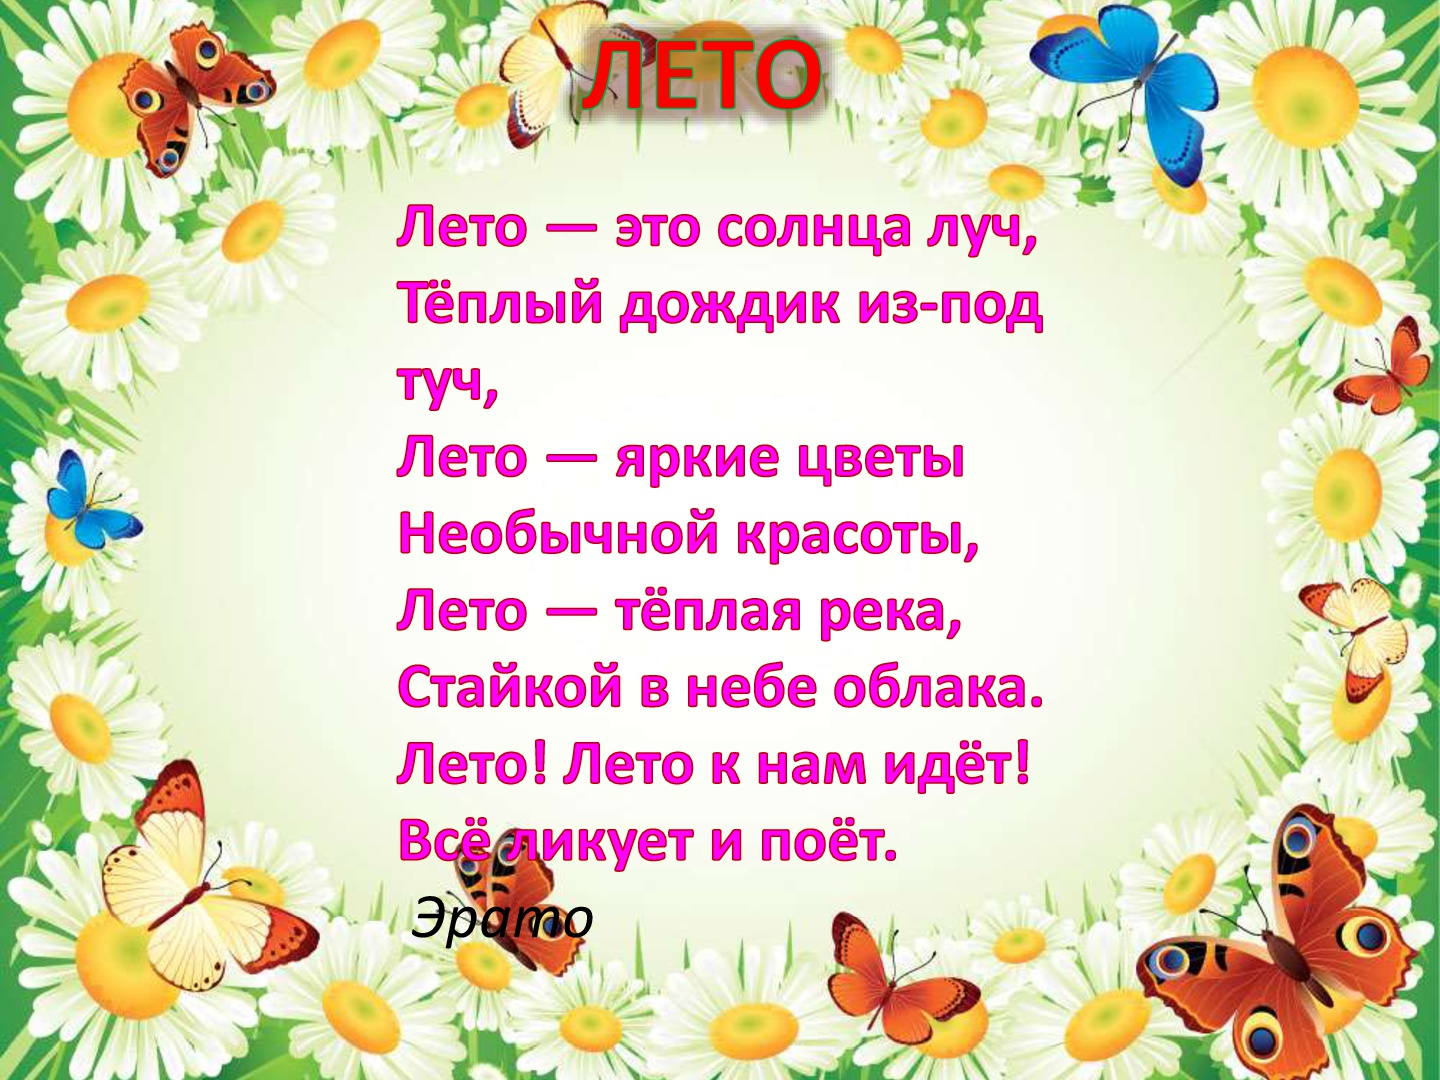 ЛЕТО
Лето — это солнца луч,
Тёплый дождик из-под
туч,
Лето — яркие цветы
Необычной красоты,
Лето — тёплая река,
Стайкой в небе облака.
Лето! Лето к нам идёт!
Всё ликует и поёт.
Эрато